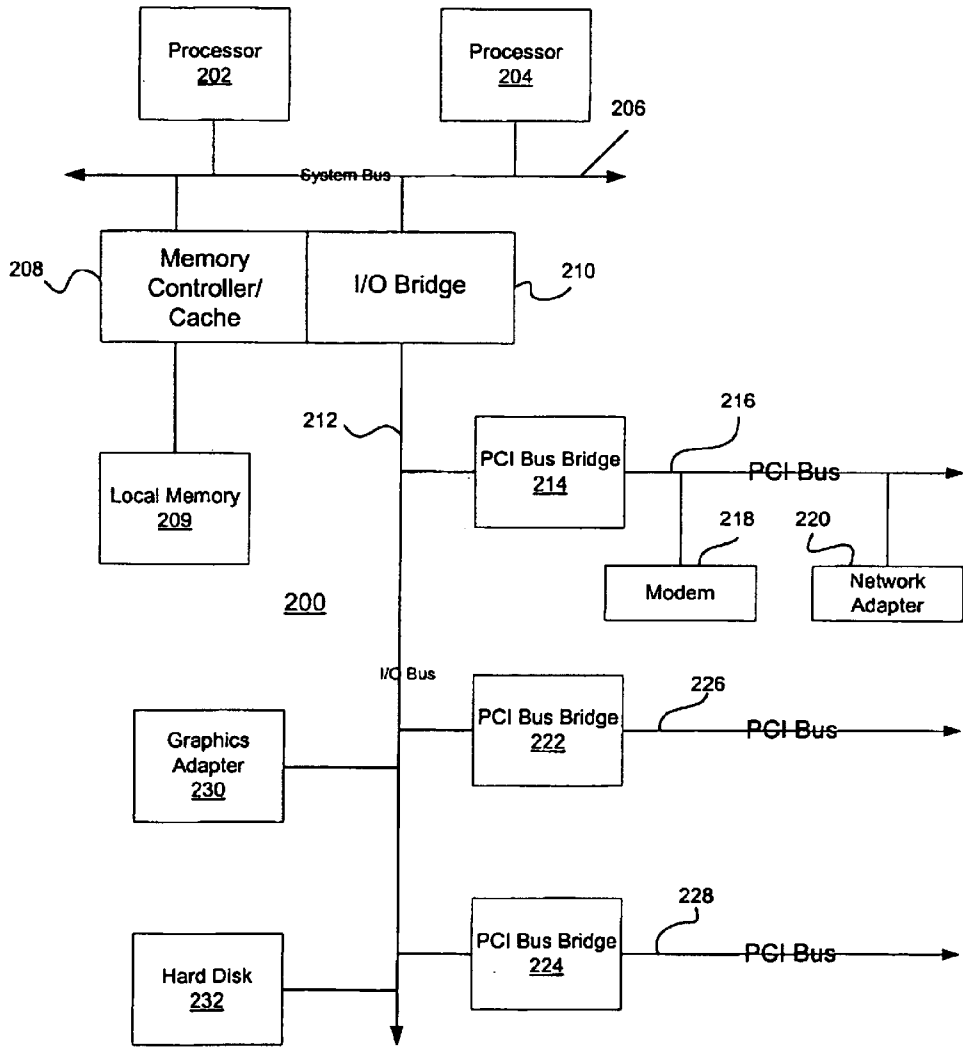 Processor
202
Processor
204
206
System Bus
208
Memory
Controller/
Cache
I/O Bridge
210
212
216
PCI Bus Bridge
214
PCI Bus
Local Memory
209
218
220
Modem
Network
Adapter
200
I/O Bus
226
PCI Bus Bridge
222
PCI Bus
Graphics
Adapter
230
228
PCI Bus Bridge
224
PCI Bus
Hard Disk
232